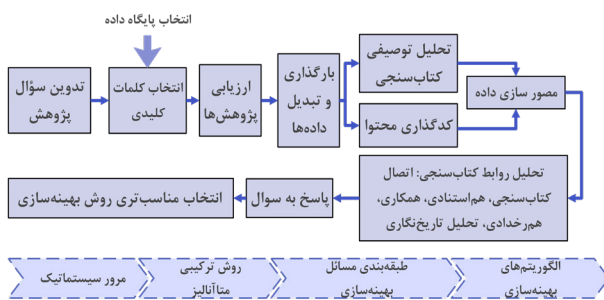 انتخاب پایگاه داده
تدوین سؤال
پژوهش
انتخاب کلمات
کلیدی
ارزیابی
پژوهش‌ها
بارگذاری
و تبدیل
داده‌ها
تحلیل توصیفی
کتاب‌سنجی
کدگذاری محتوا
مصور سازی داده
تحلیل روابط کتاب‌سنجی: اتصال
کتاب‌سنجی، هم‌استنادی، همکاری،
هم‌رخدادی، تحلیل تاریخ‌نگاری
پاسخ به سوال
انتخاب مناسب‌تری روش بهینه‌سازی
مرور سیستماتیک
روش ترکیبی
متاآنالیز
طبقه‌بندی مسائل
بهینه‌سازی
الگوریتم‌های
بهینه‌سازی